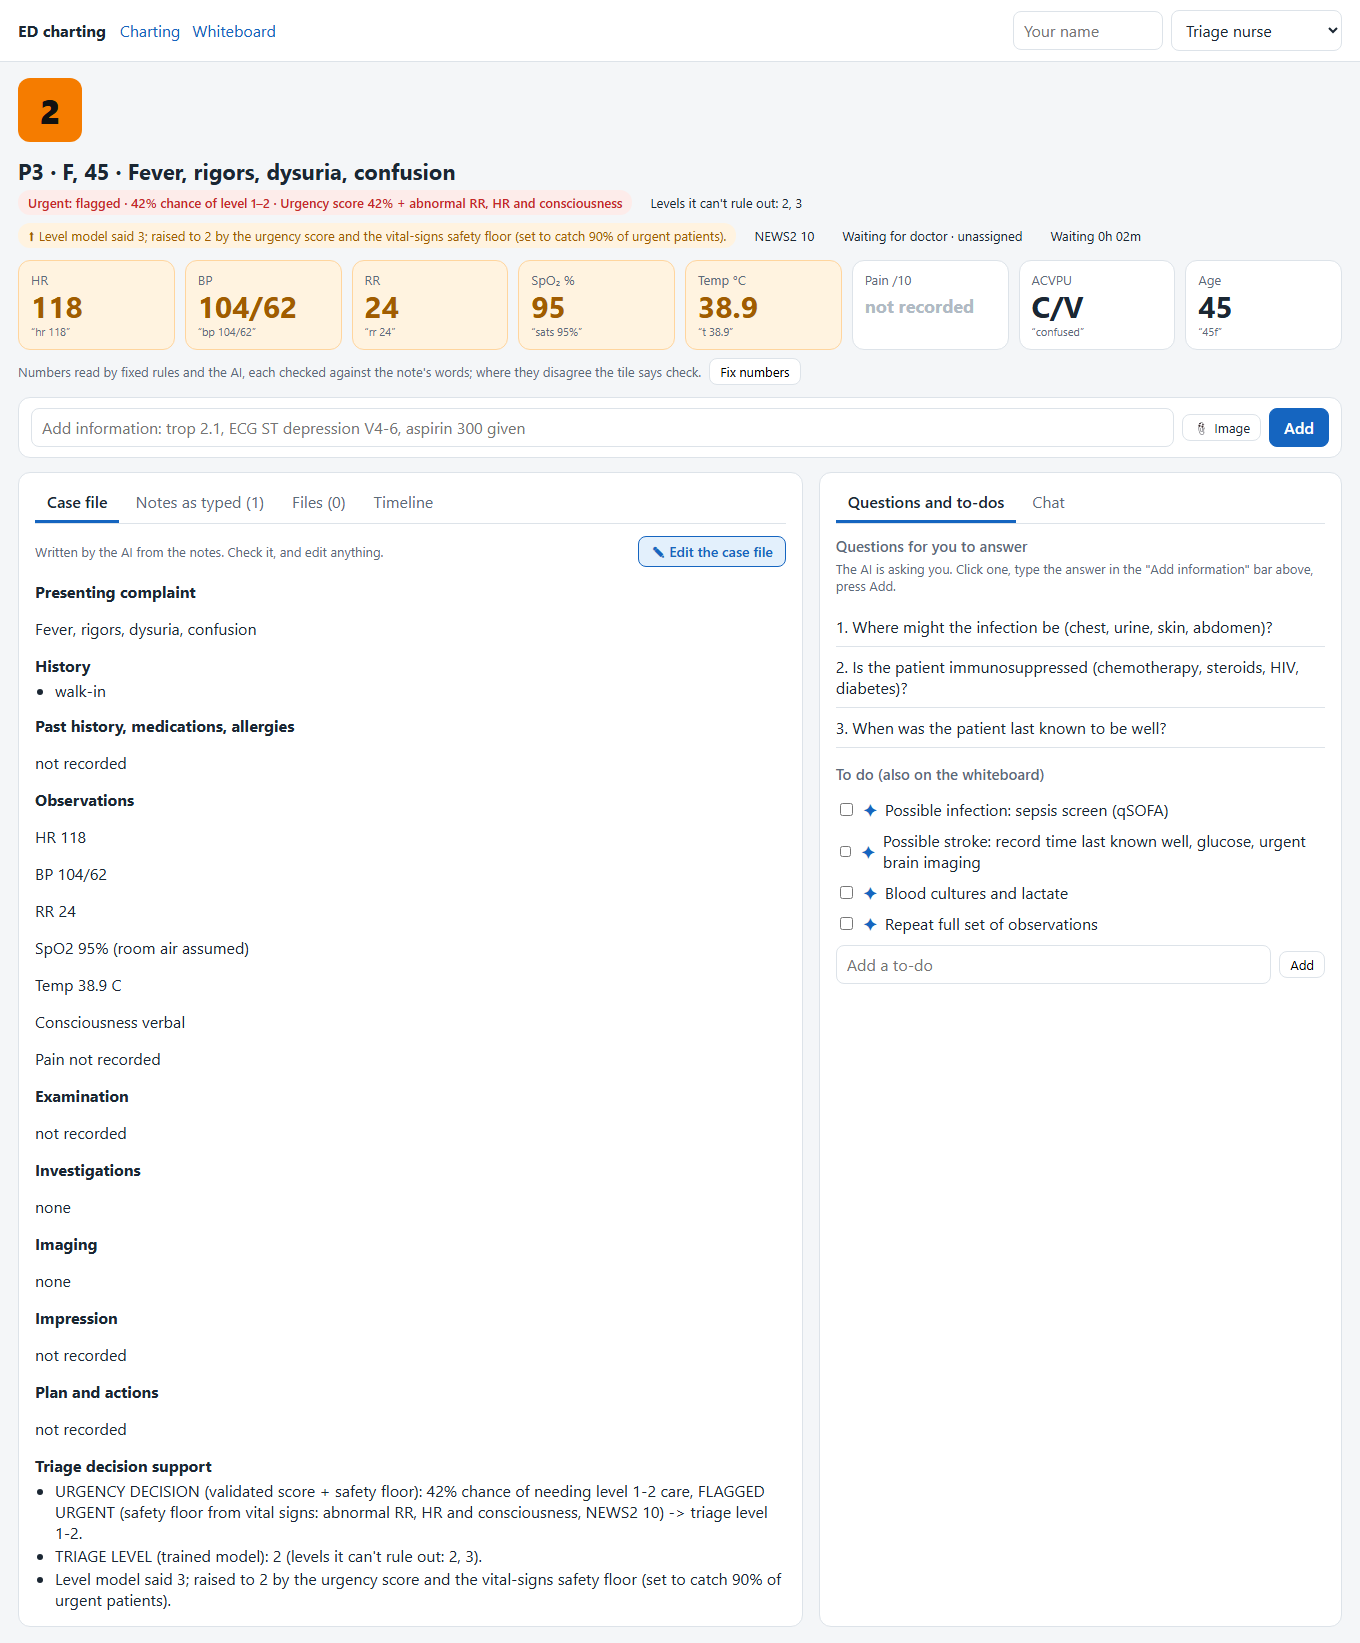 ED charting Charting Whiteboard Your name Triage nurse
2
P3 · F, 45 · Fever, rigors, dysuria, confusion
Urgent: flagged · 42% chance of level 1–2 · Urgency score 42% + abnormal RR, HR and consciousness Levels it can't rule out: 2, 3
⬆ Level model said 3; raised to 2 by the urgency score and the vital-signs safety floor (set to catch 90% of urgent patients). NEWS2 10 Waiting for doctor · unassigned Waiting 0h 02m
HR
118
“hr 118”
BP
104/62
“bp 104/62”
RR
24
“rr 24”
SpO₂ %
95
“sats 95%”
Temp °C
38.9
“t 38.9”
Pain /10
not recorded
ACVPU
C/V
“confused”
Age
45
“45f”
Numbers read by fixed rules and the AI, each checked against the note's words; where they disagree the tile says check. Fix numbers
Add information: trop 2.1, ECG ST depression V4-6, aspirin 300 given Image Add
Case file Notes as typed (1) Files (0) Timeline
Written by the AI from the notes. Check it, and edit anything. Edit the case file
Presenting complaint
Fever, rigors, dysuria, confusion
History
• walk-in
Past history, medications, allergies
not recorded
Observations
HR 118
BP 104/62
RR 24
SpO2 95% (room air assumed)
Temp 38.9 C
Consciousness verbal
Pain not recorded
Examination
not recorded
Investigations
none
Imaging
none
Impression
not recorded
Plan and actions
not recorded
Triage decision support
• URGENCY DECISION (validated score + safety floor): 42% chance of needing level 1-2 care, FLAGGED
URGENT (safety floor from vital signs: abnormal RR, HR and consciousness, NEWS2 10) -> triage level
1-2.
• TRIAGE LEVEL (trained model): 2 (levels it can't rule out: 2, 3).
• Level model said 3; raised to 2 by the urgency score and the vital-signs safety floor (set to catch 90% of
urgent patients).
Questions and to-dos Chat
Questions for you to answer
The AI is asking you. Click one, type the answer in the "Add information" bar above,
press Add.
1. Where might the infection be (chest, urine, skin, abdomen)?
2. Is the patient immunosuppressed (chemotherapy, steroids, HIV,
diabetes)?
3. When was the patient last known to be well?
To do (also on the whiteboard)
Possible infection: sepsis screen (qSOFA)
Possible stroke: record time last known well, glucose, urgent
brain imaging
Blood cultures and lactate
Repeat full set of observations
Add a to-do Add